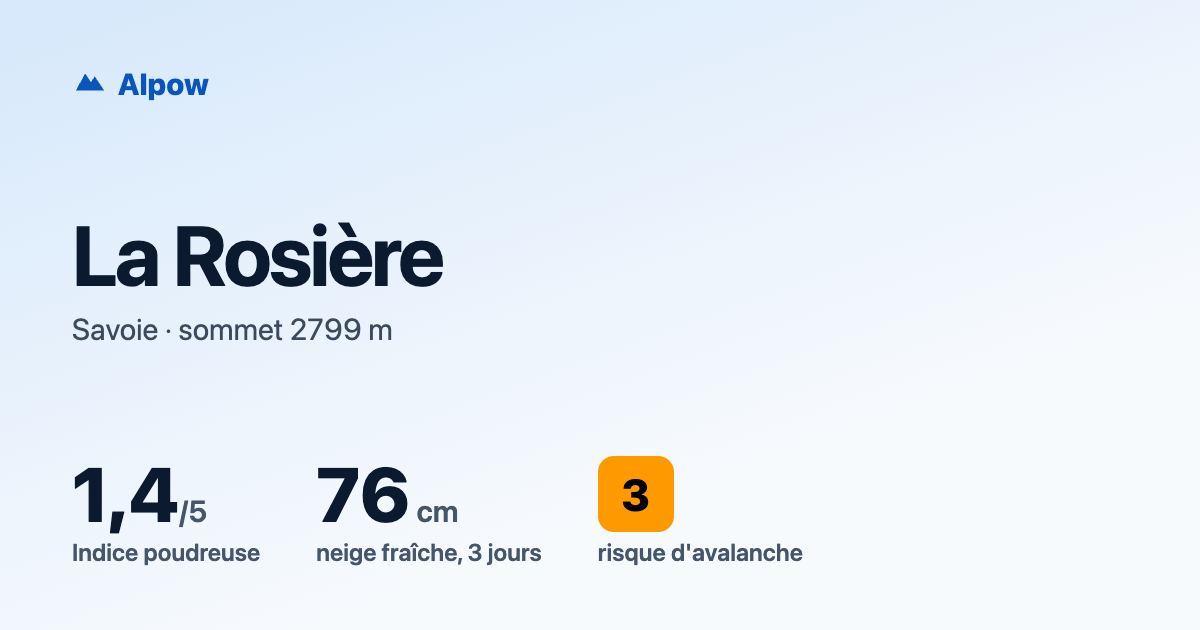 Alpow
La Rosière
Savoie · sommet 2799 m
1,4/5
Indice poudreuse
76 cm
neige fraîche, 3 jours
3
risque d'avalanche